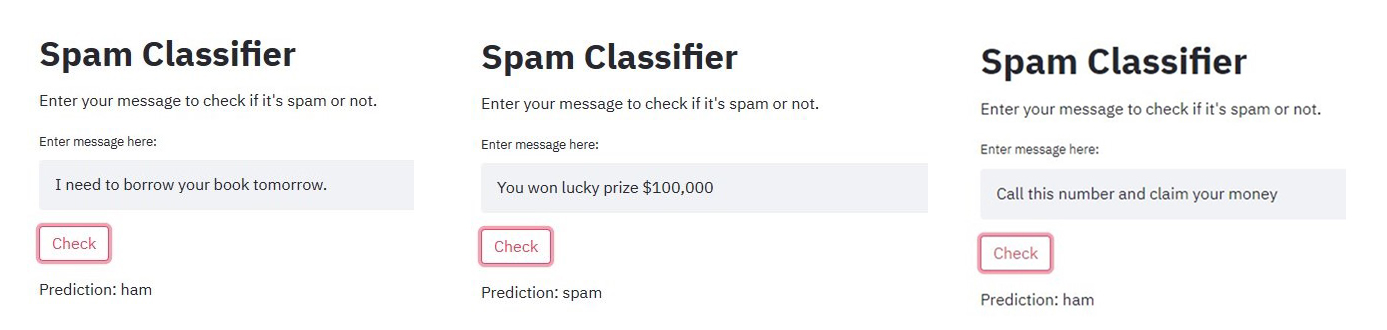 Spam Classifier
Enter your message to check if it's spam or not.
Enter message here:
I need to borrow your book tomorrow.
Check
Prediction: ham
Spam Classifier
Enter your message to check if it's spam or not.
Enter message here:
You won lucky prize $100,000
Check
Prediction: spam
Spam Classifier
Enter your message to check if it's spam or not.
Enter message here:
Call this number and claim your money
Check
Prediction: ham